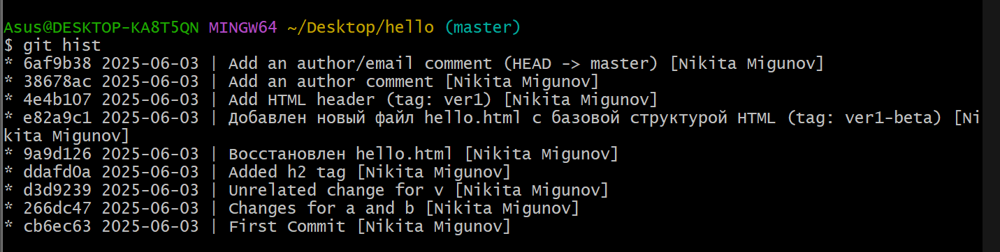 Asus@DESKTOP-KA8T5QN MINGW64 ~/Desktop/hello (master)
$ git hist
* 6af9b38 2025-06-03 | Add an author/email comment (HEAD -> master) [Nikita Migunov]
* 38678ac 2025-06-03 | Add an author comment [Nikita Migunov]
* 4e4b107 2025-06-03 | Add HTML header (tag: ver1) [Nikita Migunov]
* e82a9c1 2025-06-03 | Добавлен новый файл hello.html с базовой структурой HTML (tag: ver1-beta) [Ni
kita Migunov]
* 9a9d126 2025-06-03 | Восстановлен hello.html [Nikita Migunov]
* ddafd0a 2025-06-03 | Added h2 tag [Nikita Migunov]
* d3d9239 2025-06-03 | Unrelated change for v [Nikita Migunov]
* 266dc47 2025-06-03 | Changes for a and b [Nikita Migunov]
* cb6ec63 2025-06-03 | First Commit [Nikita Migunov]